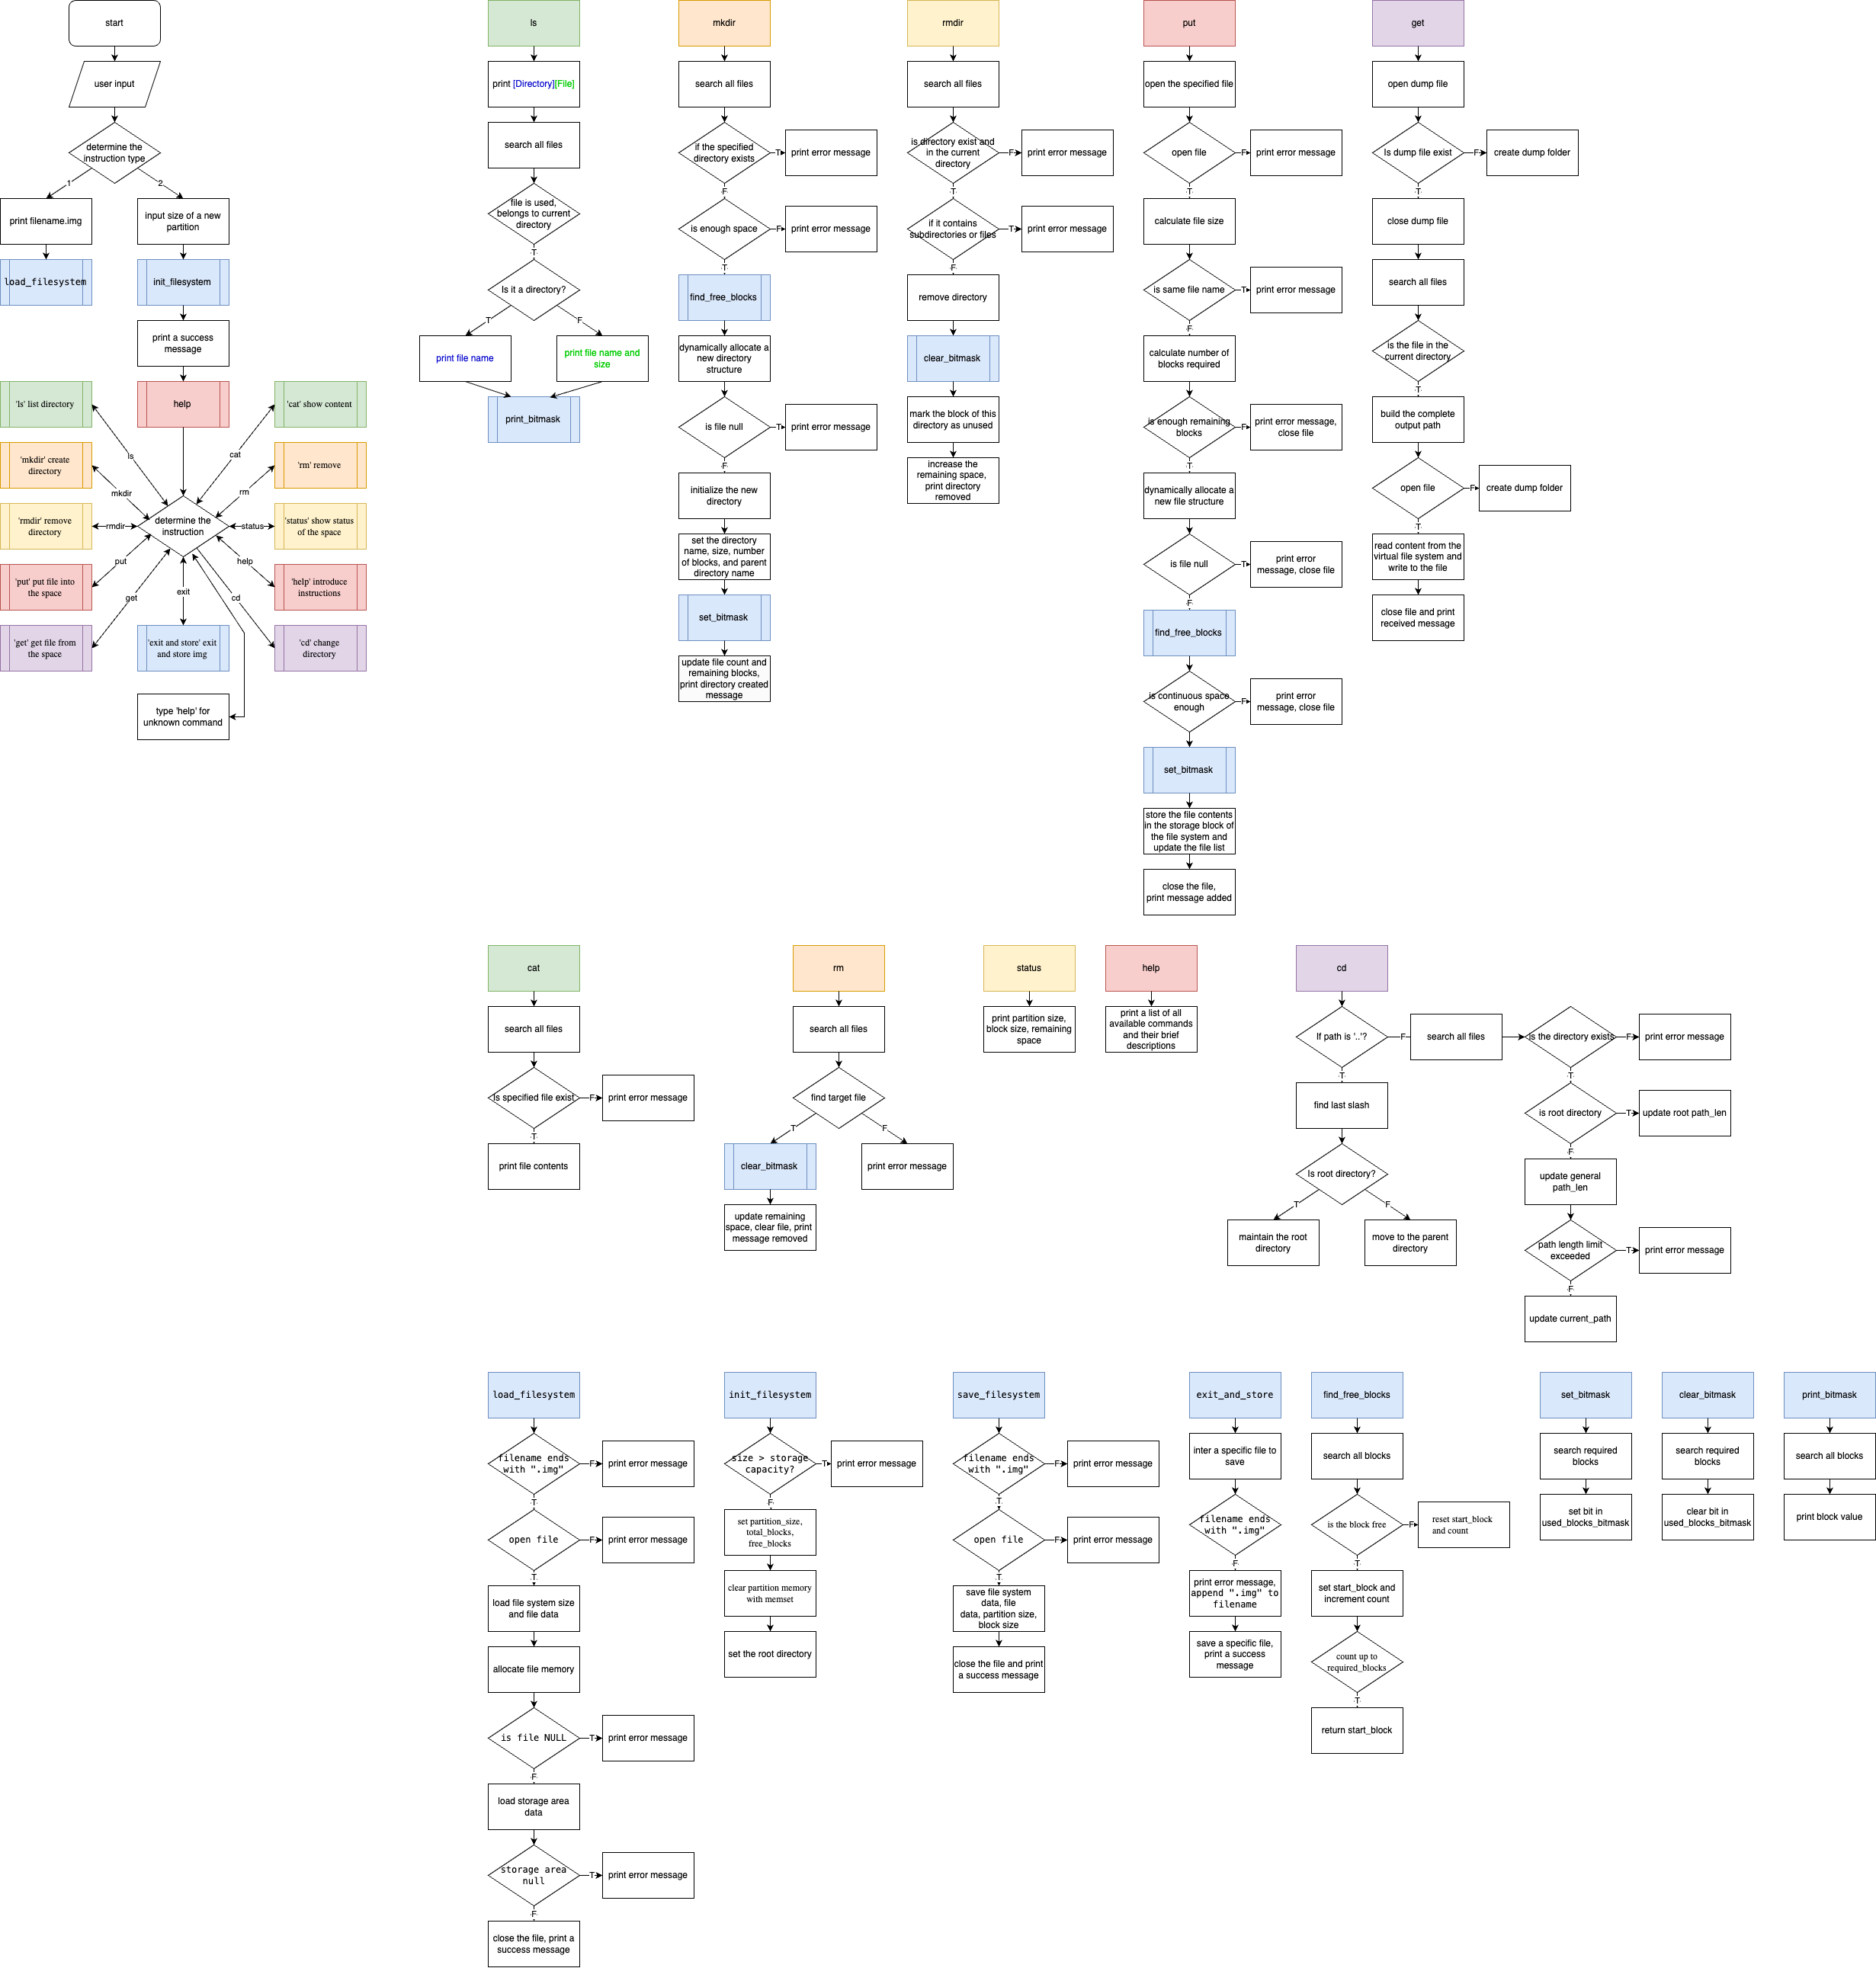 start
user input
determine the
instruction type
1
2
print filename.img
input size of a new
partition
load_filesystem
init_filesystem
print a success
message
help
'ls' list directory
'cat' show content
'mkdir' create
directory
'rm' remove
'rmdir' remove
directory
'status' show status
of the space
'put' put file into
the space
'help' introduce
instructions
'get' get file from
the space
'exit and store' exit
and store img
'cd' change
directory
determine the
instruction
ls
cat
mkdir
rm
rmdir
status
put
help
get
exit
cd
type 'help' for
unknown command
ls
print [Directory][File]
search all files
file is used,
belongs to current
directory
T
Is it a directory?
T
F
print file name
print file name and
size
print_bitmask
mkdir
search all files
if the specified
directory exists
T
print error message
F
is enough space
F
print error message
T
find_free_blocks
dynamically allocate a
new directory
structure
is file null
T
print error message
F
initialize the new
directory
set the directory
name, size, number
of blocks, and parent
directory name
set_bitmask
update file count and
remaining blocks,
print directory created
message
rmdir
search all files
is directory exist and
in the current
directory
F
print error message
T
if it contains
subdirectories or files
T
print error message
F
remove directory
clear_bitmask
mark the block of this
directory as unused
increase the
remaining space,
print directory
removed
put
open the specified file
open file
F
print error message
T
calculate file size
is same file name
T
print error message
F
calculate number of
blocks required
is enough remaining
blocks
F
print error message,
close file
T
dynamically allocate a
new file structure
is file null
T
print error
message, close file
F
find_free_blocks
is continuous space
enough
F
print error
message, close file
set_bitmask
store the file contents
in the storage block of
the file system and
update the file list
close the file,
print message added
get
open dump file
Is dump file exist
F
create dump folder
T
close dump file
search all files
is the file in the
current directory
T
build the complete
output path
open file
F
create dump folder
T
read content from the
virtual file system and
write to the file
close file and print
received message
cat
search all files
Is specified file exist
F
print error message
T
print file contents
rm
search all files
find target file
T
F
clear_bitmask
print error message
update remaining
space, clear file, print
message removed
status
print partition size,
block size, remaining
space
help
print a list of all
available commands
and their brief
descriptions
cd
If path is '..'?
F
search all files
is the directory exists
F
print error message
T
T
find last slash
is root directory
T
update root path_len
F
Is root directory?
T
F
maintain the root
directory
move to the parent
directory
update general
path_len
path length limit
exceeded
T
print error message
F
update current_path
load_filesystem
filename ends
with ".img"
F
print error message
T
open file
F
print error message
T
load file system size
and file data
allocate file memory
is file NULL
T
print error message
F
load storage area
data
storage area
null
T
print error message
F
close the file, print a
success message
init_filesystem
size > storage
capacity?
T
print error message
F
set partition_size,
total_blocks,
free_blocks
clear partition memory
with memset
set the root directory
save_filesystem
filename ends
with ".img"
F
print error message
T
open file
F
print error message
T
save file system
data, file
data, partition size,
block size
close the file and print
a success message
exit_and_store
inter a specific file to
save
filename ends
with ".img"
F
print error message,
append ".img" to
filename
save a specific file,
print a success
message
find_free_blocks
search all blocks
is the block free
F
reset start_block
and count
T
set start_block and
increment count
count up to
required_blocks
T
return start_block
set_bitmask
search required
blocks
set bit in
used_blocks_bitmask
clear_bitmask
search required
blocks
clear bit in
used_blocks_bitmask
print_bitmask
search all blocks
print block value